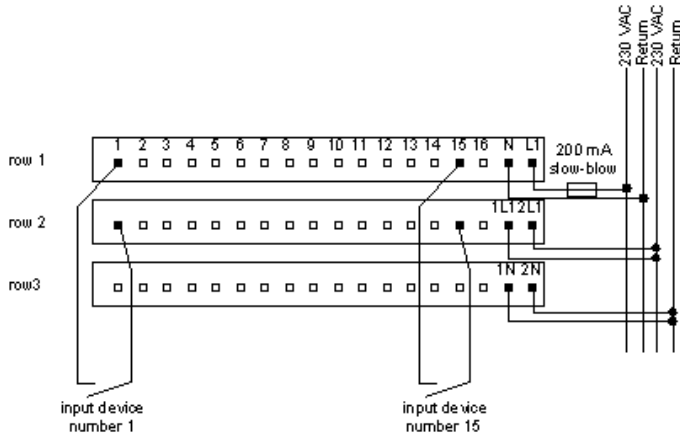 230 VAC
Return
230 VAC
Return
1 2 3 4 5 6 7 8 9 10 11 12 13 14 15 16 N L1
row 1
200 mA
slow-blow
1L1 2L1
row 2
1N 2N
row3
input device
number 1
input device
number 15